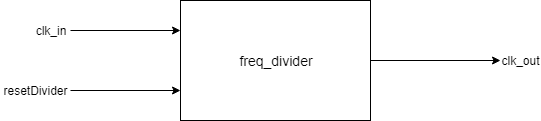 clk_in
freq_divider
clk_out
resetDivider